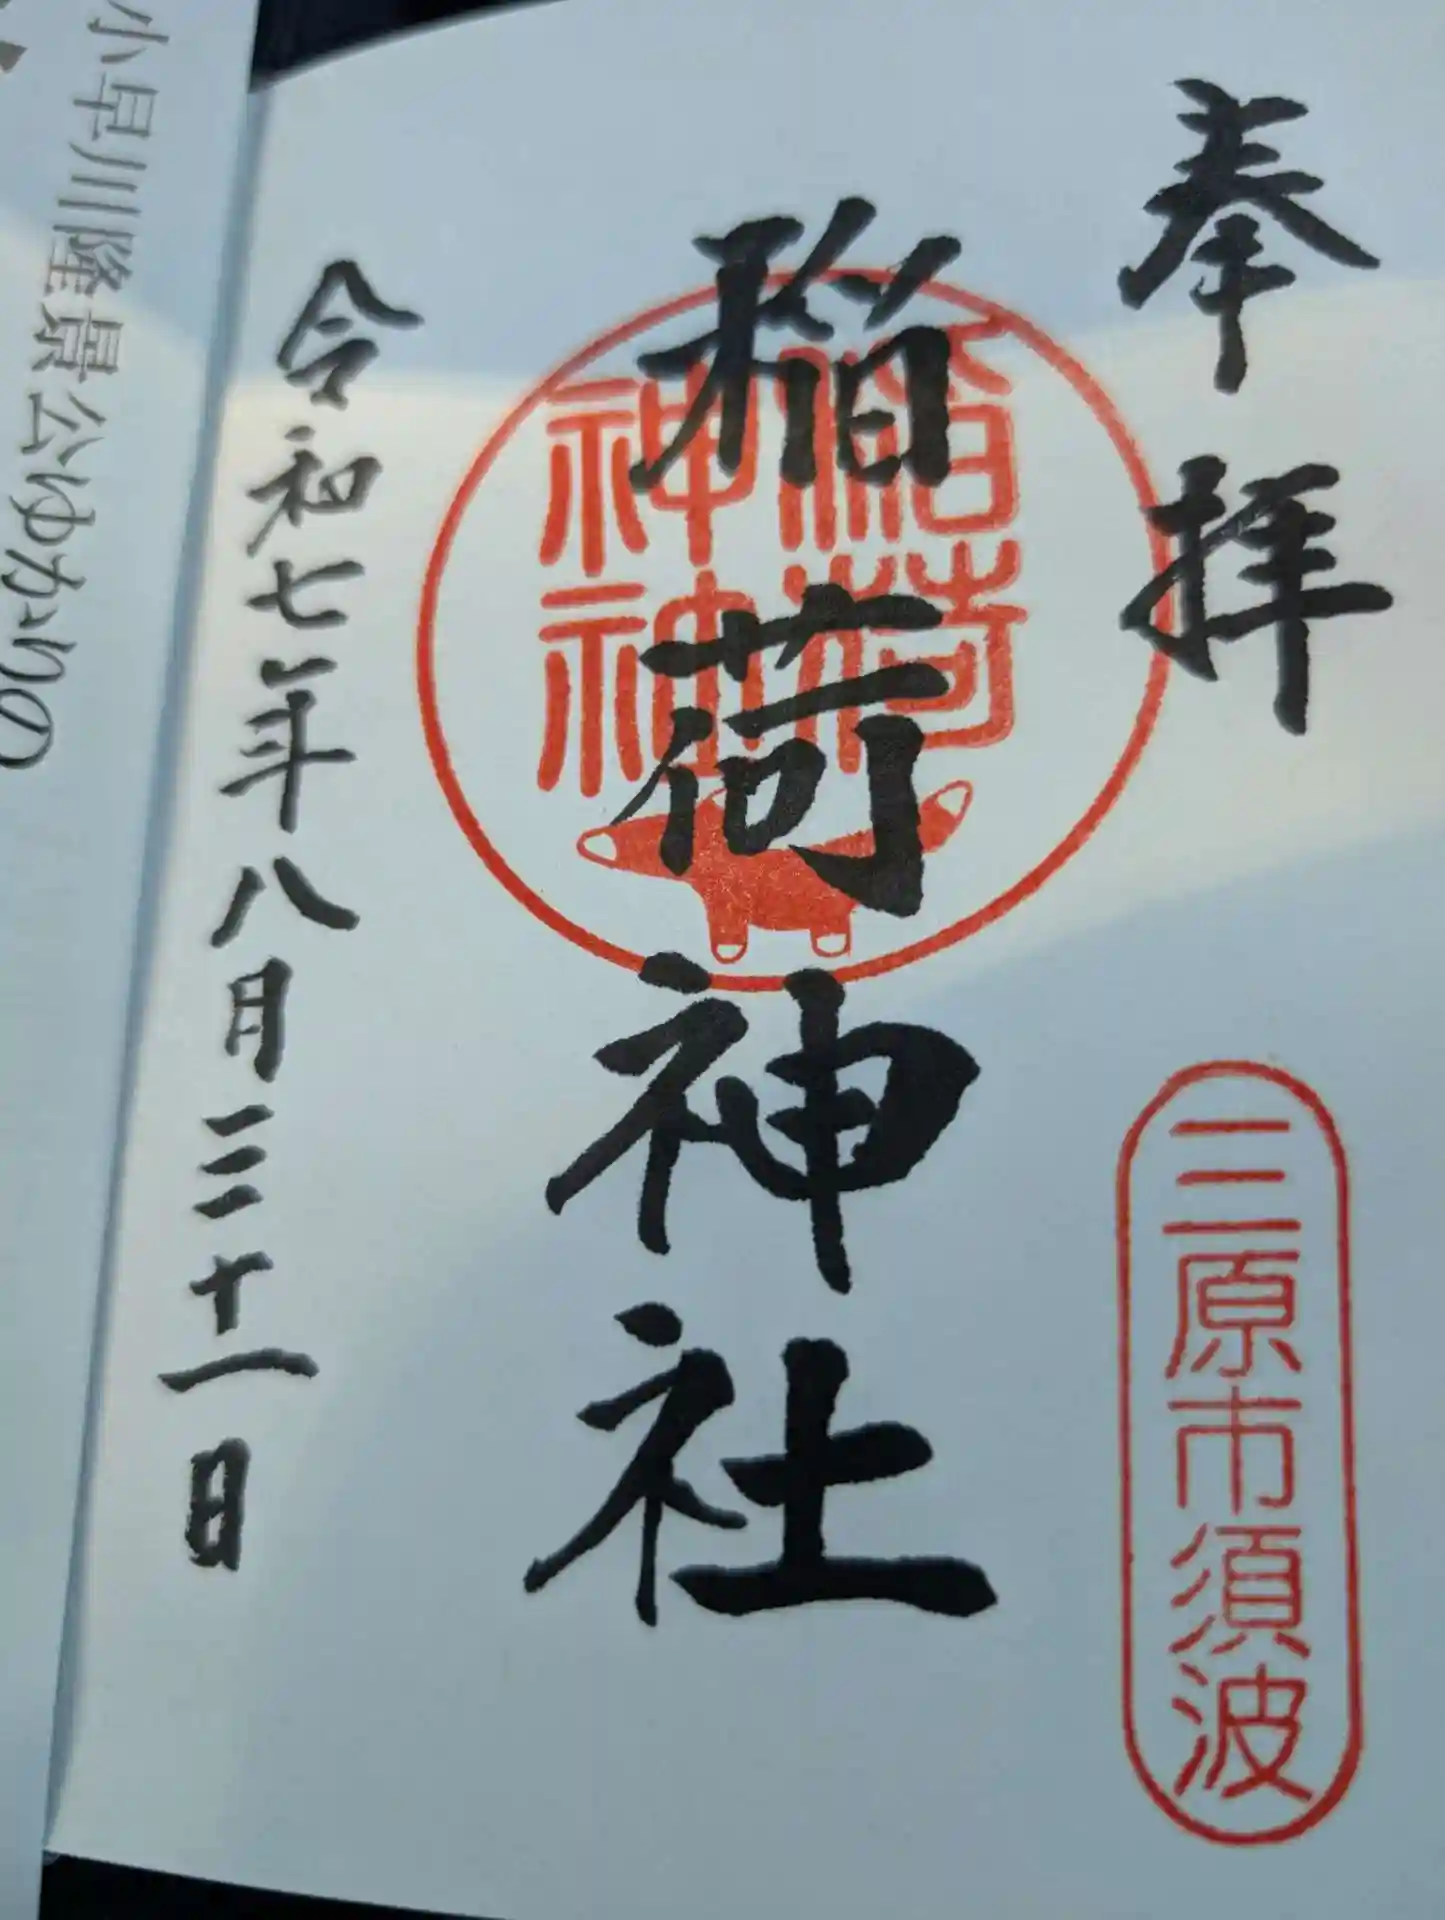 奉拝
三原市須波
稲荷神社
稲荷
神社
令和七年八月三十一日
小早川隆景公ゆかりの